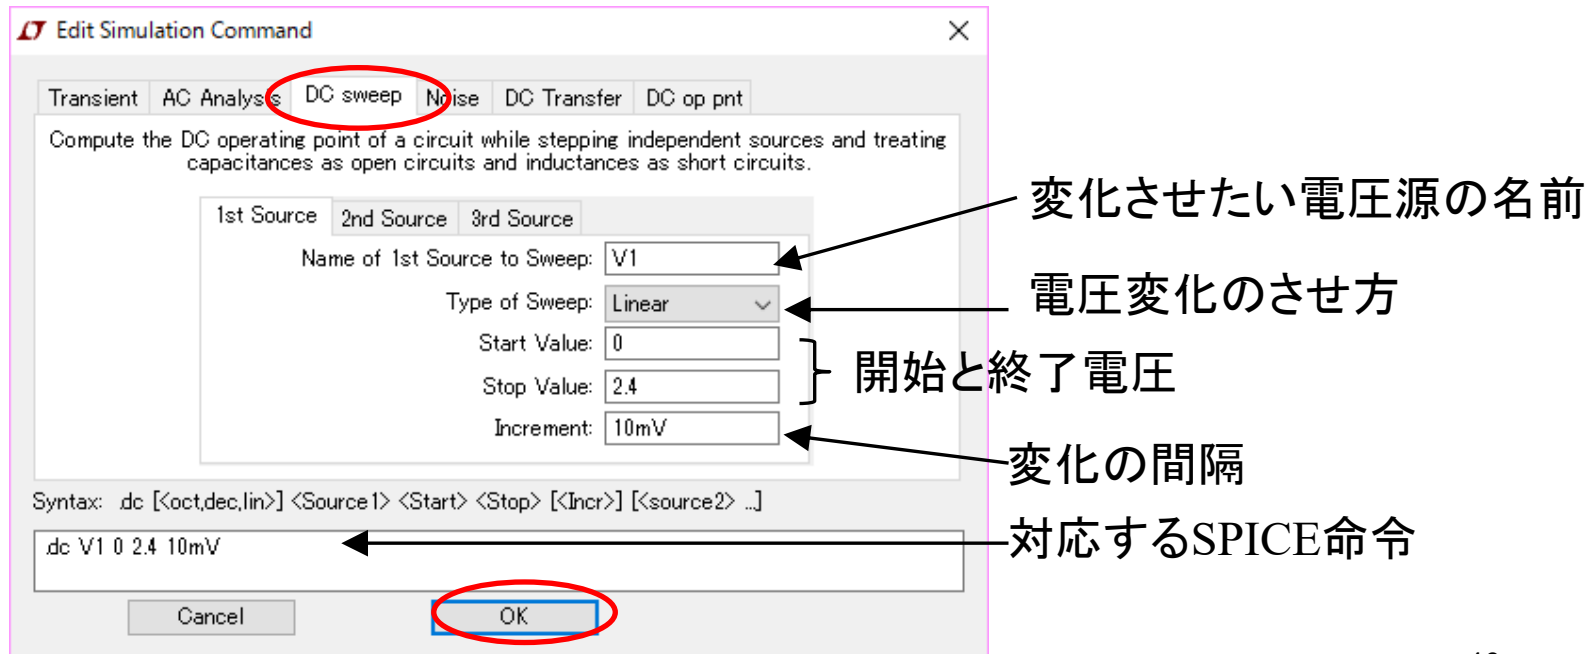 Edit Simulation Command
Transient AC Analysis DC sweep Noise DC Transfer DC op pnt
Compute the DC operating point of a circuit while stepping independent sources and treating
capacitances as open circuits and inductances as short circuits.
1st Source 2nd Source 3rd Source
変化させたい電圧源の名前
Name of 1st Source to Sweep: V1
電圧変化のさせ方
Type of Sweep: Linear
Start Value: 0
開始と終了電圧
Stop Value: 2.4
Increment: 10mV
変化の間隔
Syntax: .dc [<oct,dec,lin>] <Source1> <Start> <Stop> [<Incr>] [<source2> ...]
対応するSPICE命令
.dc V1 0 2.4 10mV
Cancel OK